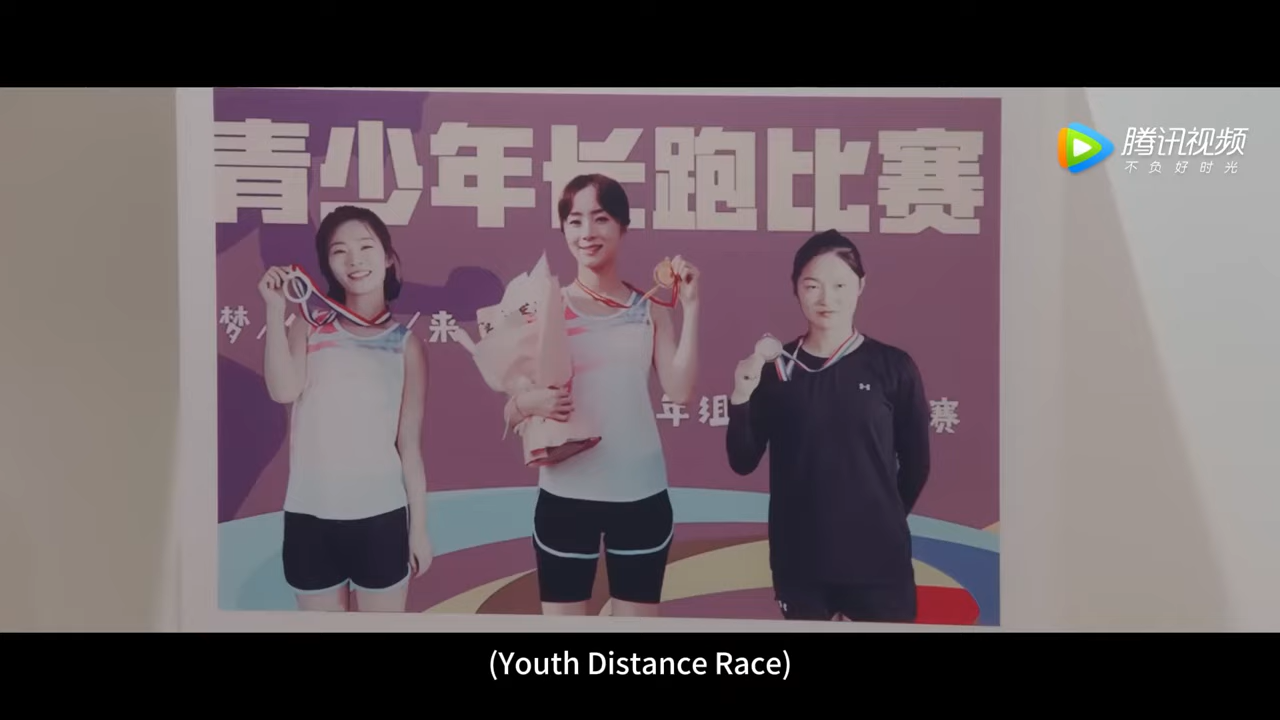 青少年长跑比赛
腾讯视频
不负好时光
梦 来
年组 赛
(Youth Distance Race)